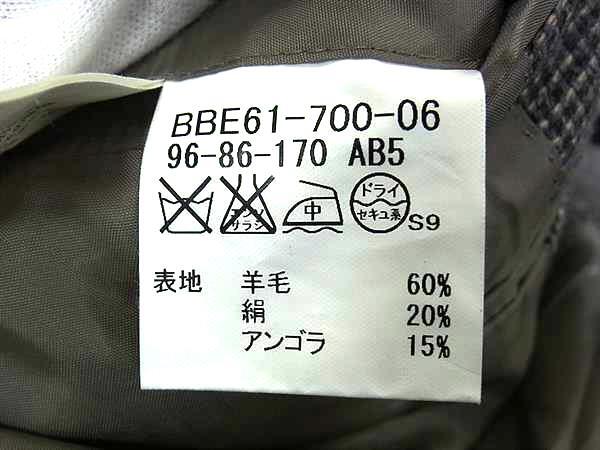 BBE61-700-06
96-86-170 AB5
エンソ
サラシ
中
ドライ
セキユ系
S9
表地 羊毛 60%
絹 20%
アンゴラ 15%